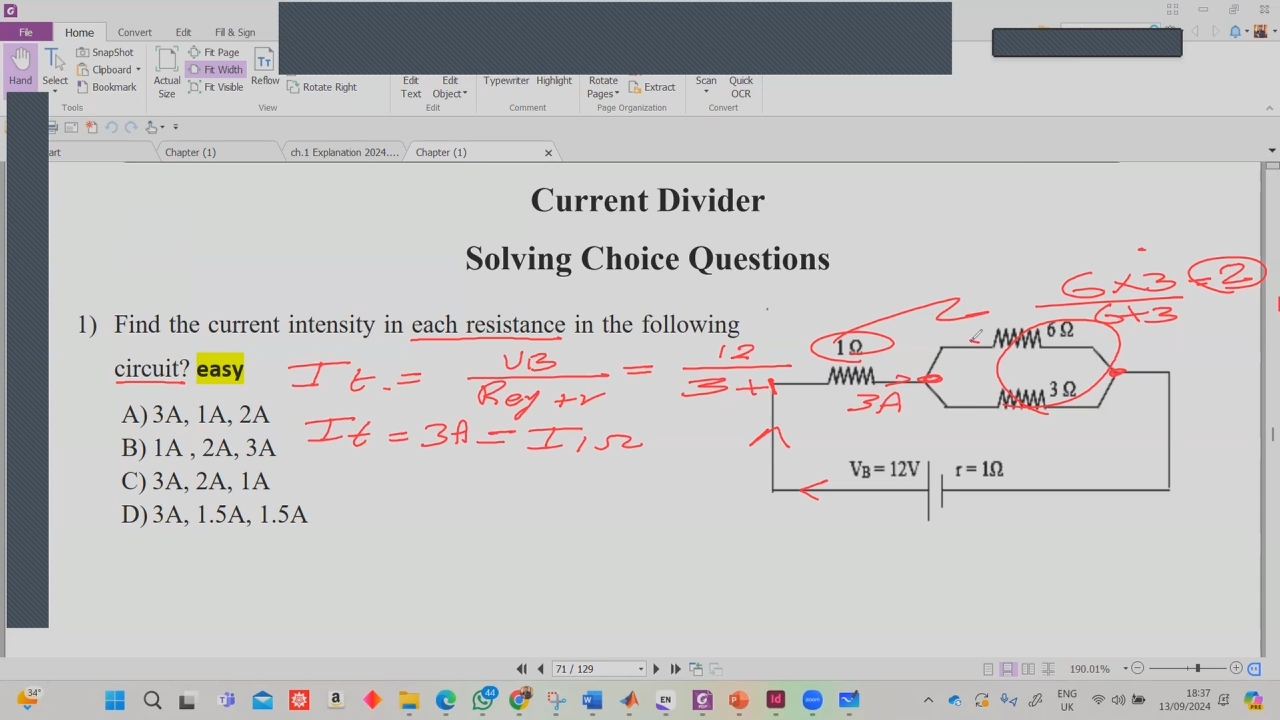 File
Home
Convert
Edit
Fill & Sign
Hand
Select
SnapShot
Clipboard
Bookmark
Tools
Actual Size
Fit Page
Fit Width
Fit Visible
Reflow
Rotate Right
View
Edit Text
Edit Object
Edit
Typewriter
Highlight
Comment
Rotate Pages
Extract
Page Organization
Scan
Quick OCR
Convert
art
Chapter (1)
ch.1 Explanation 2024....
Chapter (1)
Current Divider
Solving Choice Questions
1) Find the current intensity in each resistance in the following
circuit? easy
A) 3A, 1A, 2A
B) 1A , 2A, 3A
C) 3A, 2A, 1A
D) 3A, 1.5A, 1.5A
It = VB / Req + r = 12 / 3+1
It = 3A = I1Ω
6×3 / 6×3 = 2
1 Ω
6 Ω
3A
3 Ω
VB = 12V
r = 1Ω
71 / 129
190.01%
34°
44
EN
ENG
UK
18:37
13/09/2024